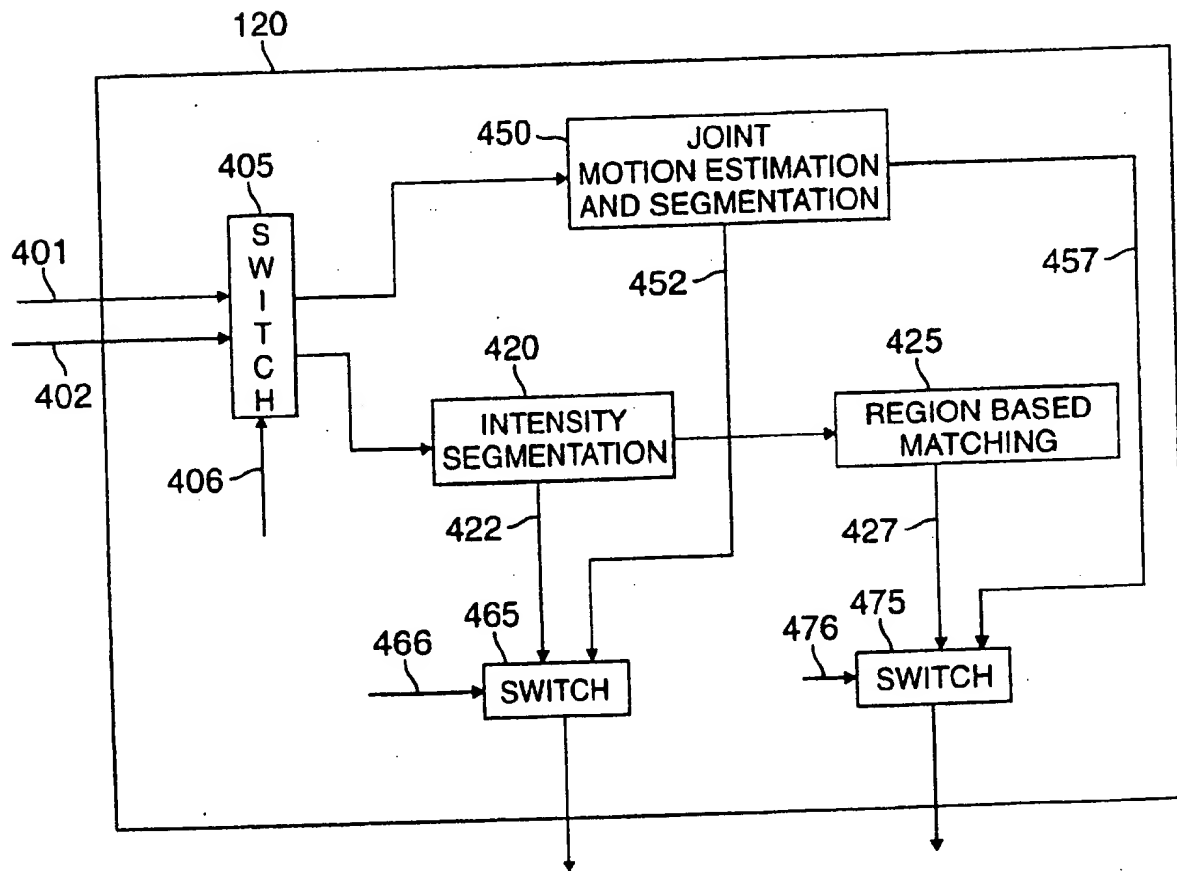 120
450
JOINT
MOTION ESTIMATION
AND SEGMENTATION
405
SWITCH
401
402
406
452
457
420
INTENSITY
SEGMENTATION
425
REGION BASED
MATCHING
422
427
465
466
SWITCH
475
476
SWITCH